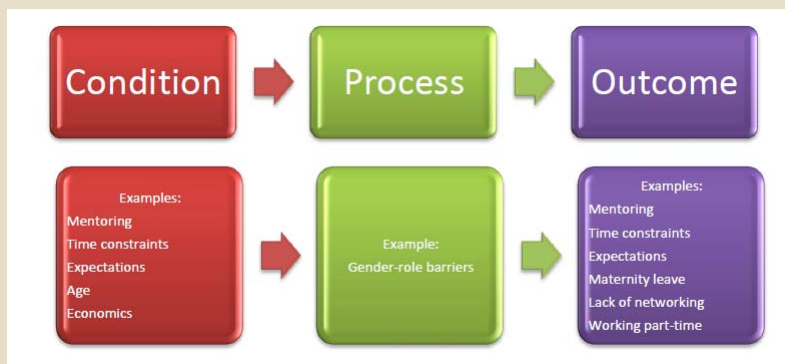 Condition
Process
Outcome
Examples:
Mentoring
Time constraints
Expectations
Age
Economics
Example:
Gender-role barriers
Examples:
Mentoring
Time constraints
Expectations
Maternity leave
Lack of networking
Working part-time